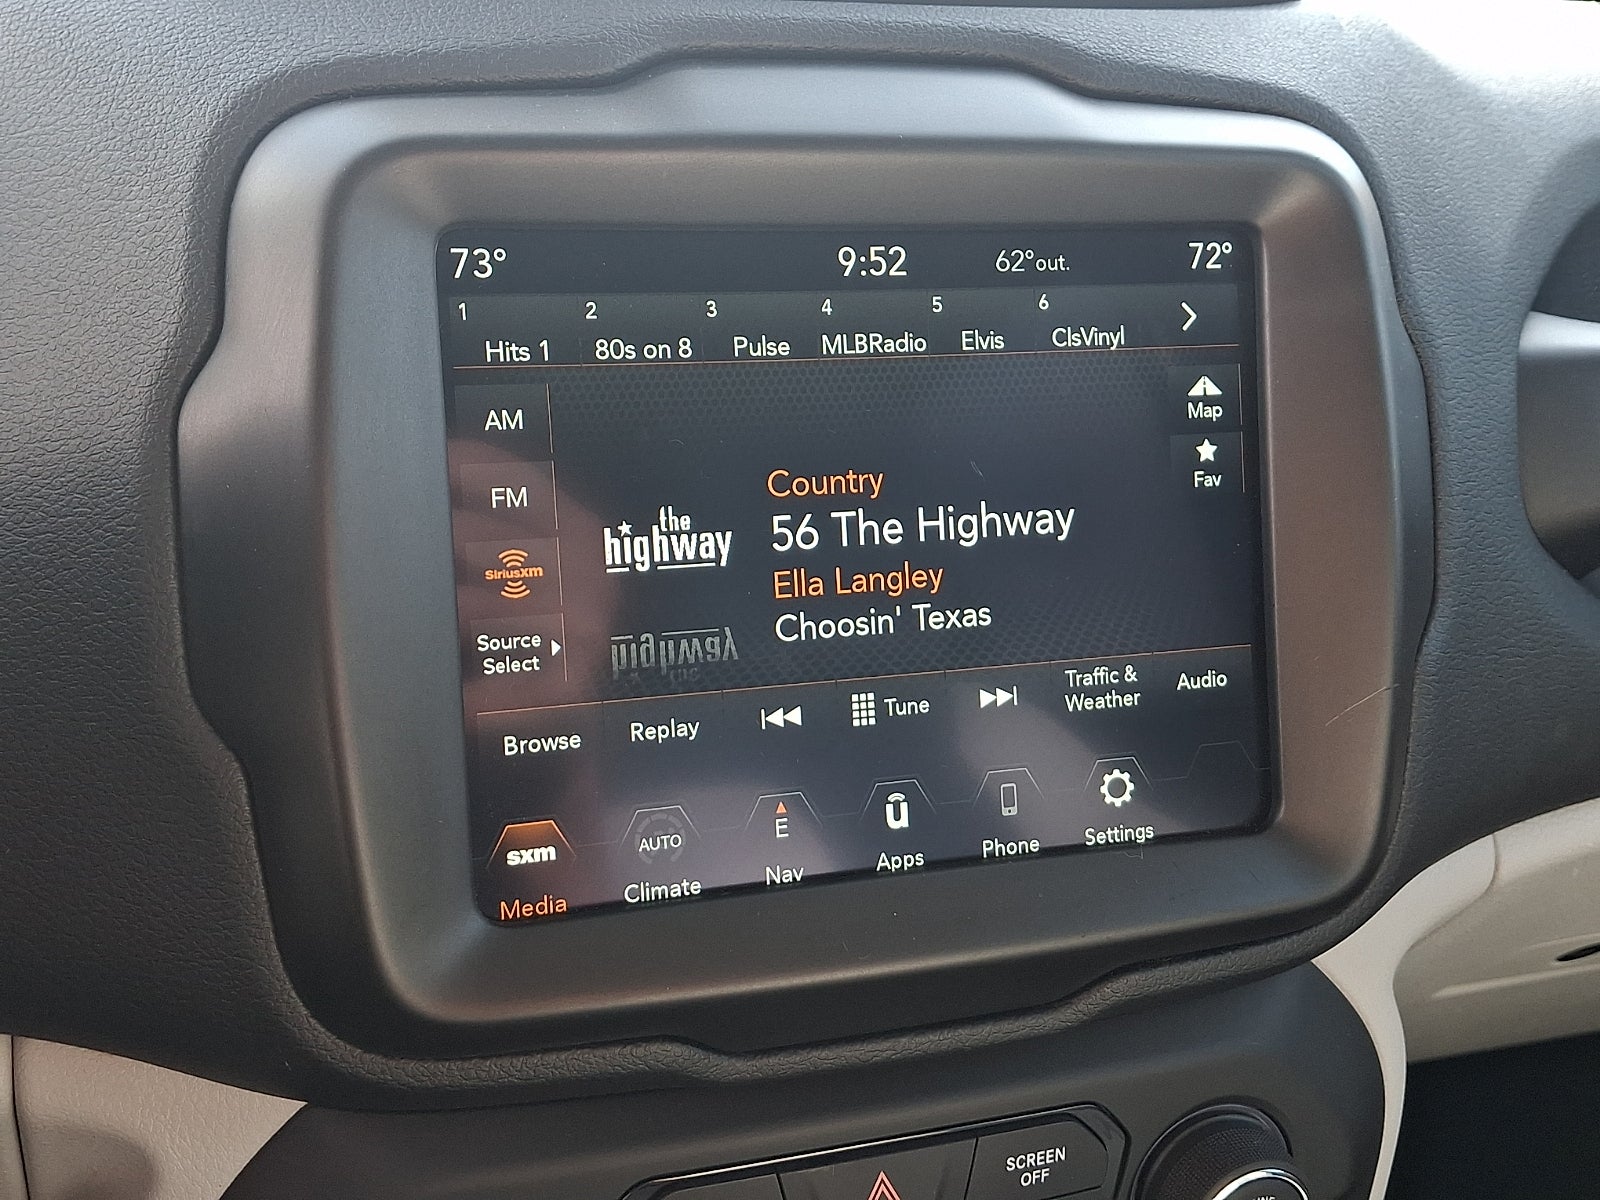 73° 9:52 62°out. 72°
1 2 3 4 5 6
Hits 1 80s on 8 Pulse MLBRadio Elvis ClsVinyl
AM
Map
FM
Fav
SiriusXM
Source
Select
the
highway
Country
56 The Highway
Ella Langley
Choosin' Texas
Browse Replay Tune Traffic &
Weather Audio
sxm AUTO E u
Media Climate Nav Apps Phone Settings
SCREEN
OFF